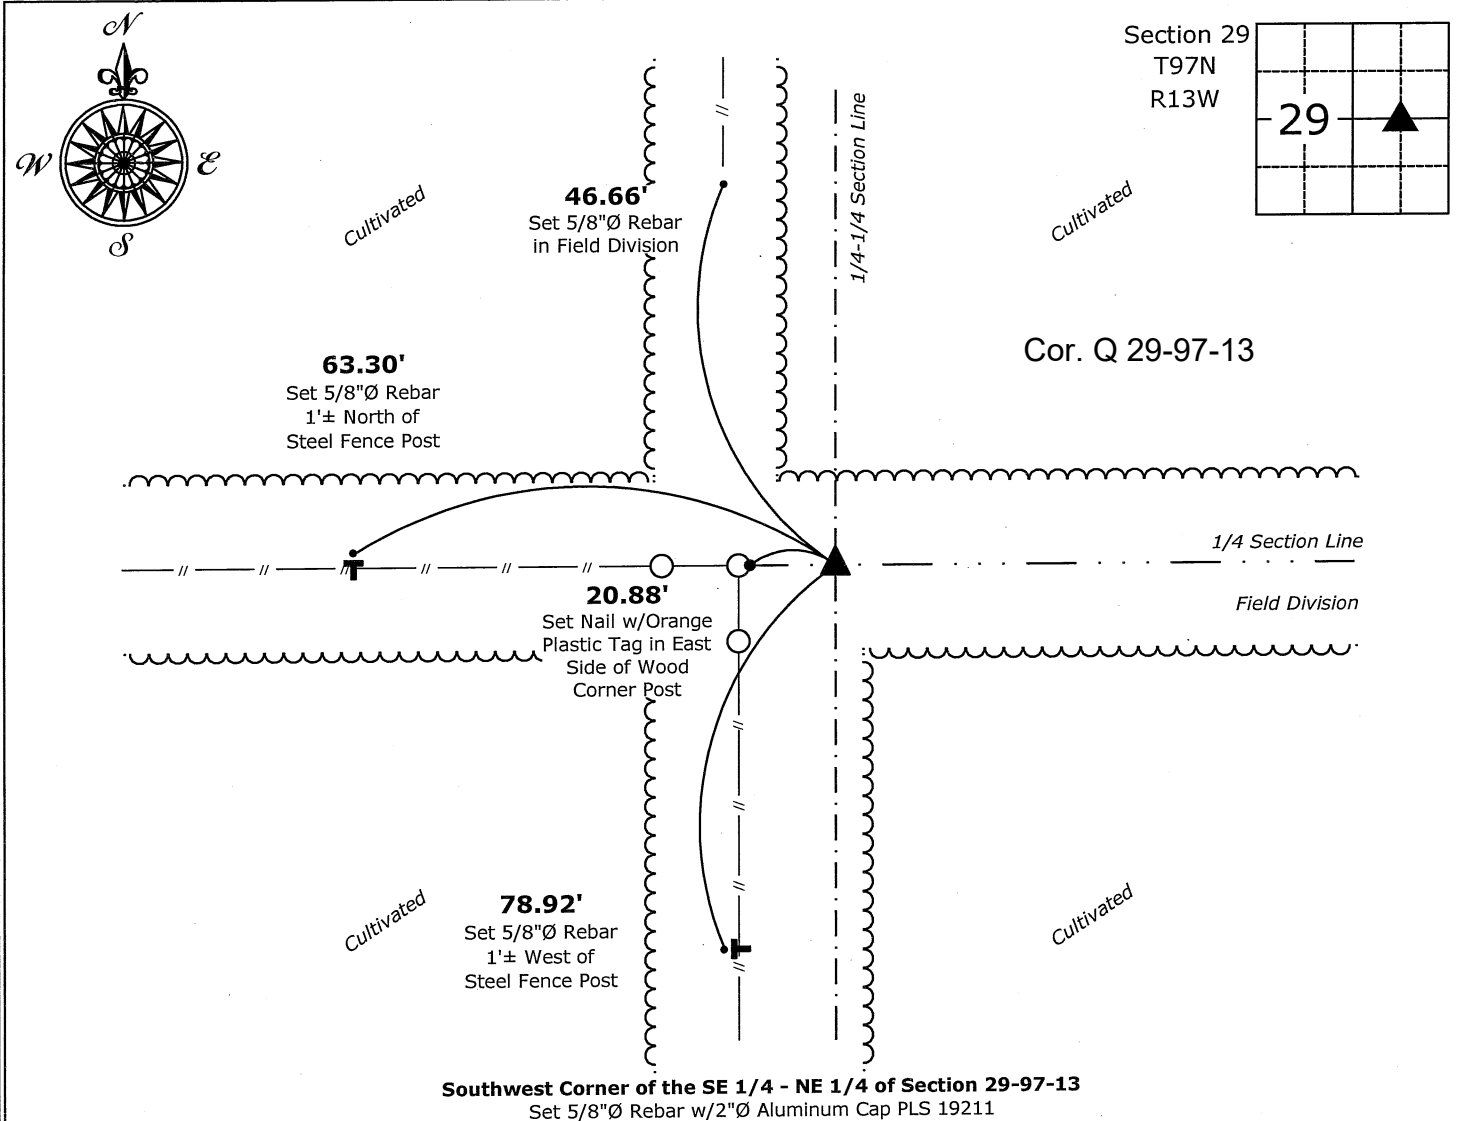 N
W
E
S
Section 29
T97N
R13W
29
1/4-1/4 Section Line
Cultivated
Cultivated
46.66'
Set 5/8"Ø Rebar
in Field Division
Cor. Q 29-97-13
63.30'
Set 5/8"Ø Rebar
1'± North of
Steel Fence Post
1/4 Section Line
Field Division
20.88'
Set Nail w/Orange
Plastic Tag in East
Side of Wood
Corner Post
78.92'
Set 5/8"Ø Rebar
1'± West of
Steel Fence Post
Cultivated
Cultivated
Southwest Corner of the SE 1/4 - NE 1/4 of Section 29-97-13
Set 5/8"Ø Rebar w/2"Ø Aluminum Cap PLS 19211